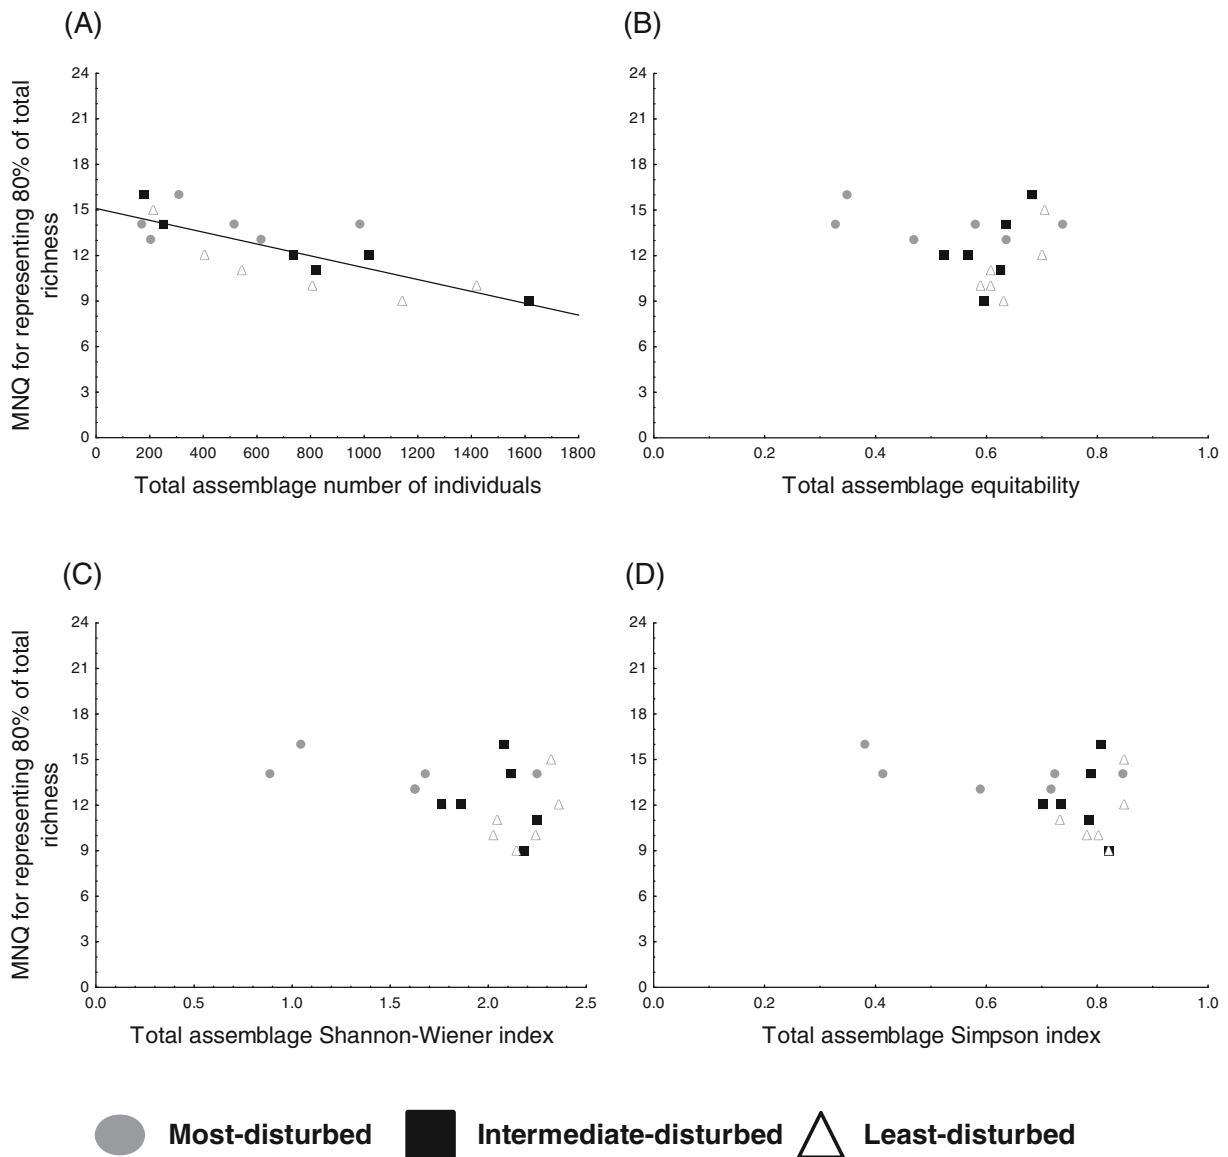 (A)
MNQ for representing 80% of total
richness
24
21
18
15
12
9
6
3
0
0 200 400 600 800 1000 1200 1400 1600 1800
Total assemblage number of individuals
(B)
24
21
18
15
12
9
6
3
0
0.0 0.2 0.4 0.6 0.8 1.0
Total assemblage equitability
(C)
MNQ for representing 80% of total
richness
24
21
18
15
12
9
6
3
0
0.0 0.5 1.0 1.5 2.0 2.5
Total assemblage Shannon-Wiener index
(D)
24
21
18
15
12
9
6
3
0
0.0 0.2 0.4 0.6 0.8 1.0
Total assemblage Simpson index
Most-disturbed Intermediate-disturbed Least-disturbed